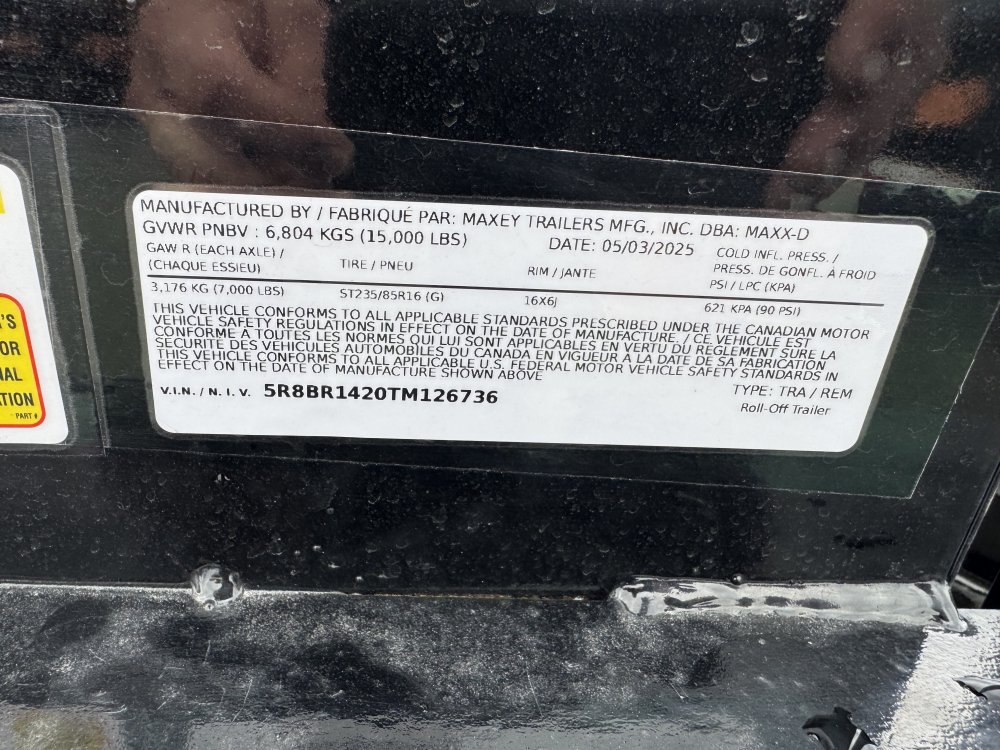 MANUFACTURED BY / FABRIQUÉ PAR: MAXEY TRAILERS MFG., INC. DBA: MAXX-D
GVWR PNBV : 6,804 KGS (15,000 LBS)
DATE: 05/03/2025
GAW R (EACH AXLE) /
(CHAQUE ESSIEU)
TIRE / PNEU
RIM / JANTE
COLD INFL. PRESS. /
PRESS. DE GONFL. À FROID
PSI / LPC (KPA)
3,176 KG (7,000 LBS)
ST235/85R16 (G)
16X6J
621 KPA (90 PSI)
THIS VEHICLE CONFORMS TO ALL APPLICABLE STANDARDS PRESCRIBED UNDER THE CANADIAN MOTOR
VEHICLE SAFETY REGULATIONS IN EFFECT ON THE DATE OF MANUFACTURE. / CE VEHICULE EST
CONFORME A TOUTES LES NORMES QUI LUI SONT APPLICABLES EN VERTU DU REGLEMENT SUR LA
SECURITE DES VEHICULES AUTOMOBILES DU CANADA EN VIGUEUR A LA DATE DE SA FABRICATION
THIS VEHICLE CONFORMS TO ALL APPLICABLE U.S. FEDERAL MOTOR VEHICLE SAFETY STANDARDS IN
EFFECT ON THE DATE OF MANUFACTURE SHOWN ABOVE
V.I.N. / N. I. V. 5R8BR1420TM126736
TYPE: TRA / REM
Roll-Off Trailer
'S
OR
NAL
TION
PART #